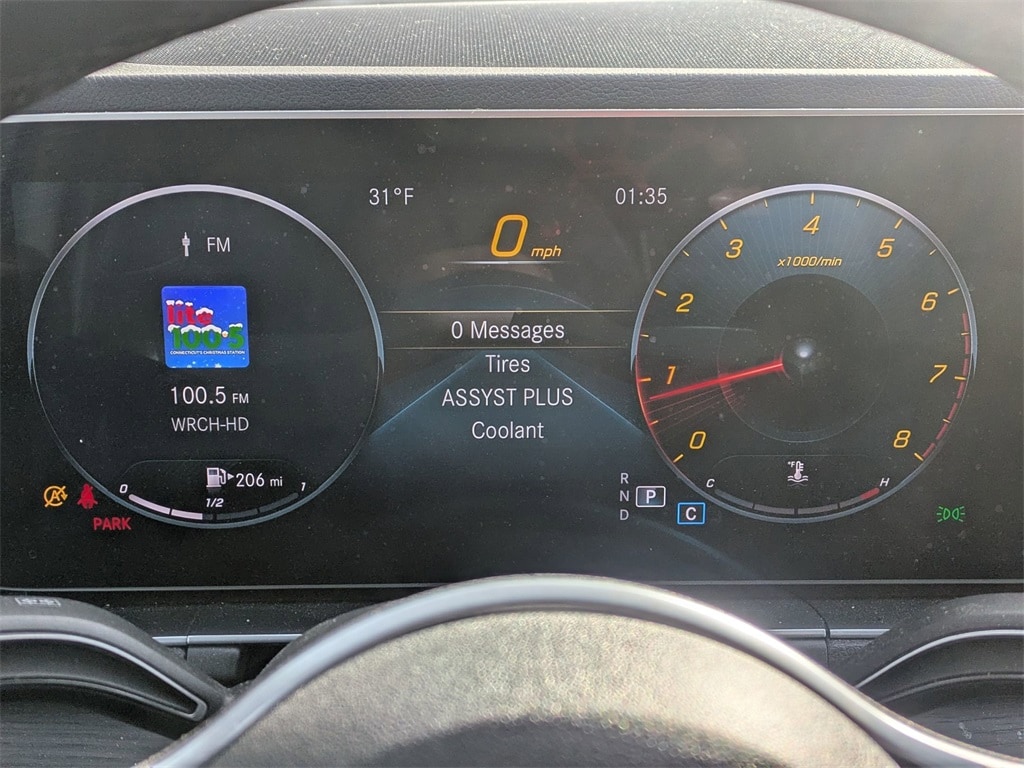 31°F
01:35
0 mph
FM
lite
100.5
CONNECTICUT'S CHRISTMAS STATION
100.5 FM
WRCH-HD
206 mi
0
1/2
1
A
PARK
0 Messages
Tires
ASSYST PLUS
Coolant
R
N
P
D
C
0
1
2
3
4
5
6
7
8
x1000/min
°F
C
H